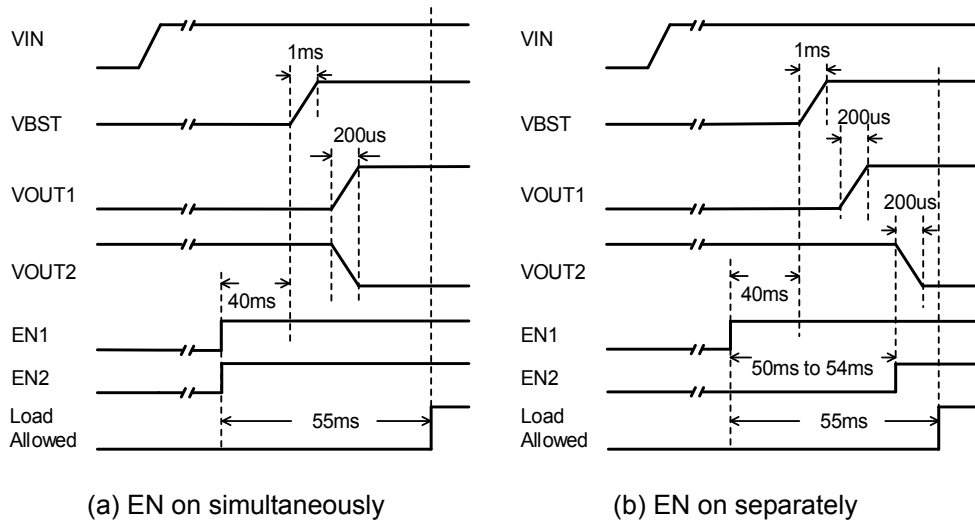 VIN
1ms
VBST
200us
VOUT1
VOUT2
40ms
EN1
EN2
Load
Allowed
55ms
(a) EN on simultaneously
VIN
1ms
VBST
200us
VOUT1
200us
VOUT2
40ms
EN1
50ms to 54ms
EN2
Load
Allowed
55ms
(b) EN on separately